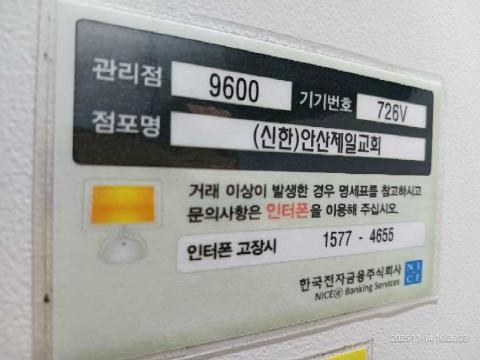 관리점 9600 기기번호 726V
점포명 (신한)안산제일교회
거래 이상이 발생한 경우 명세표를 참고하시고
문의사항은 인터폰을 이용해 주십시오.
인터폰 고장시 1577 - 4655
한국전자금융주식회사
NICE@ Banking Services
NI
CE
2025-11-14 16:26:33